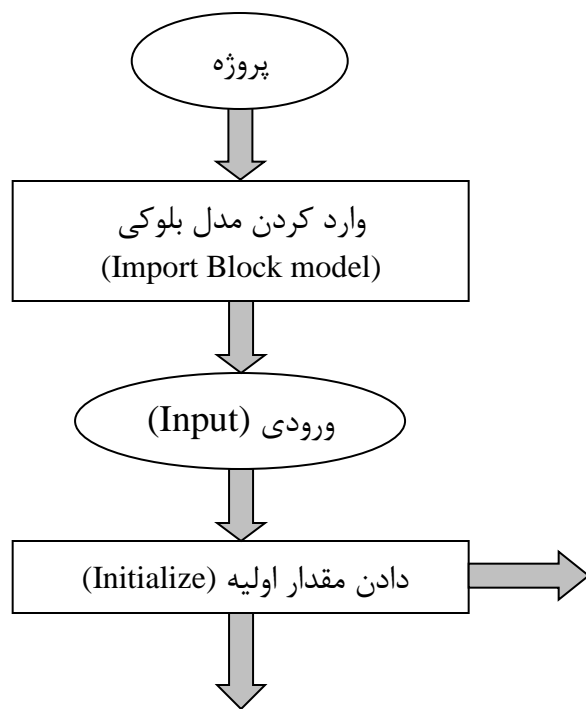 پروژه
وارد کردن مدل بلوکی
(Import Block model)
ورودی (Input)
دادن مقدار اولیه (Initialize)